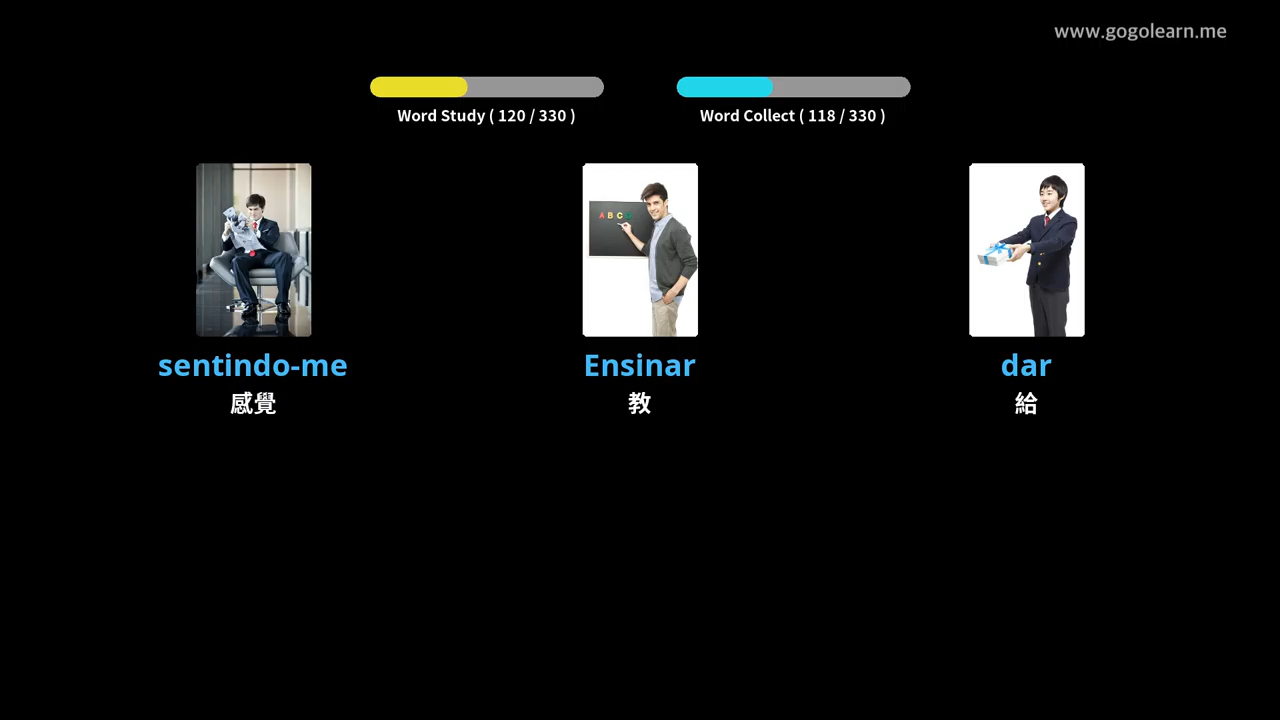 www.gogolearn.me
Word Study ( 120 / 330 )
Word Collect ( 118 / 330 )
A B C D
sentindo-me
Ensinar
dar
感覺
教
給